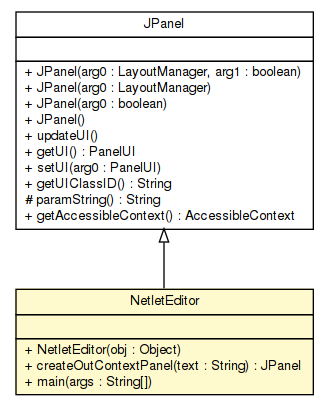 JPanel
+ JPanel(arg0 : LayoutManager, arg1 : boolean)
+ JPanel(arg0 : LayoutManager)
+ JPanel(arg0 : boolean)
+ JPanel()
+ updateUI()
+ getUI() : PanelUI
+ setUI(arg0 : PanelUI)
+ getUIClassID() : String
# paramString() : String
+ getAccessibleContext() : AccessibleContext
NetletEditor
+ NetletEditor(obj : Object)
+ createOutContextPanel(text : String) : JPanel
+ main(args : String[])